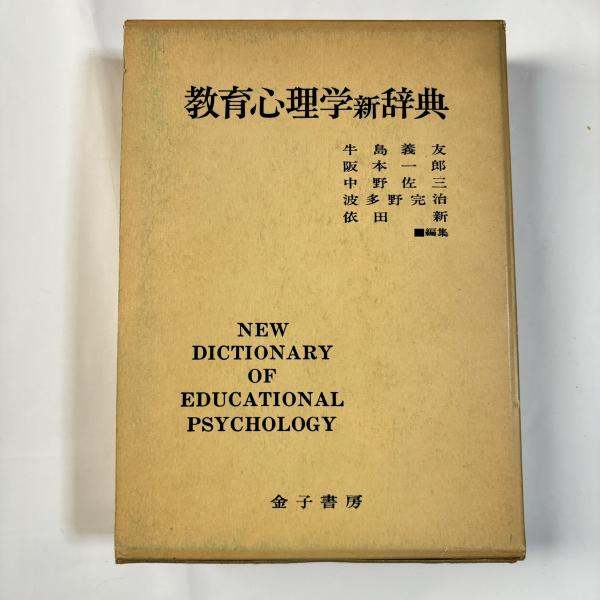 教育心理学新辞典
牛島義友
阪本一郎
中野佐三
波多野完治
依田新
■編集
NEW
DICTIONARY
OF
EDUCATIONAL
PSYCHOLOGY
金子書房